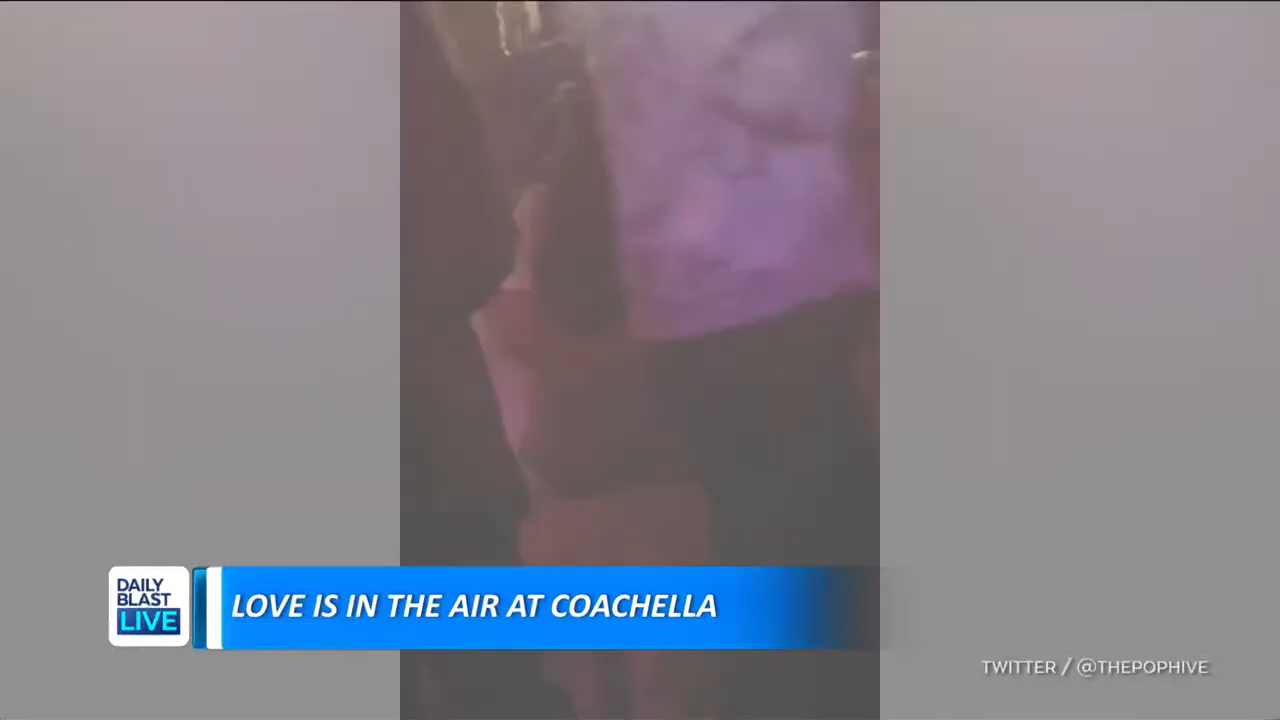 DAILY
BLAST
LIVE
LOVE IS IN THE AIR AT COACHELLA
TWITTER / @THEPOPHIVE